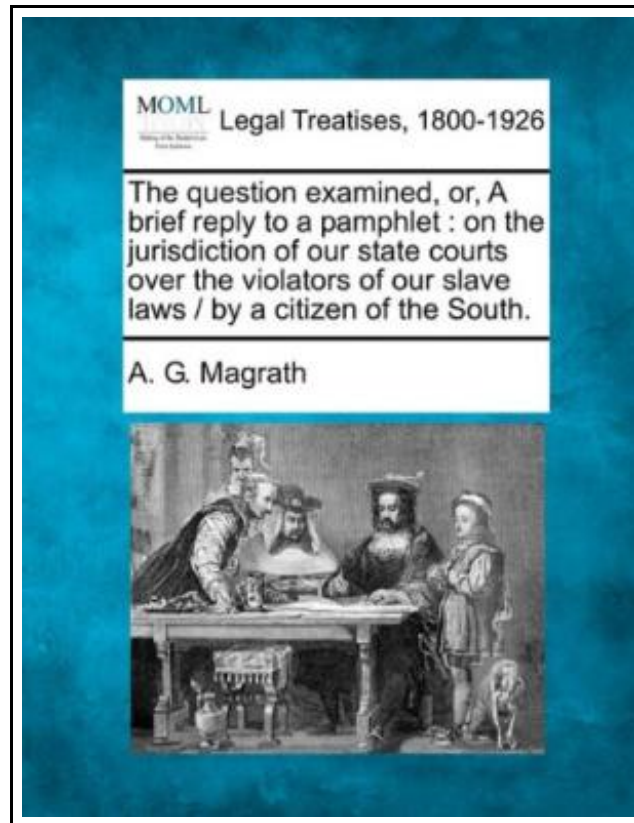 MOML
Legal Treatises, 1800-1926
The question examined, or, A
brief reply to a pamphlet : on the
jurisdiction of our state courts
over the violators of our slave
laws / by a citizen of the South.
A. G. Magrath